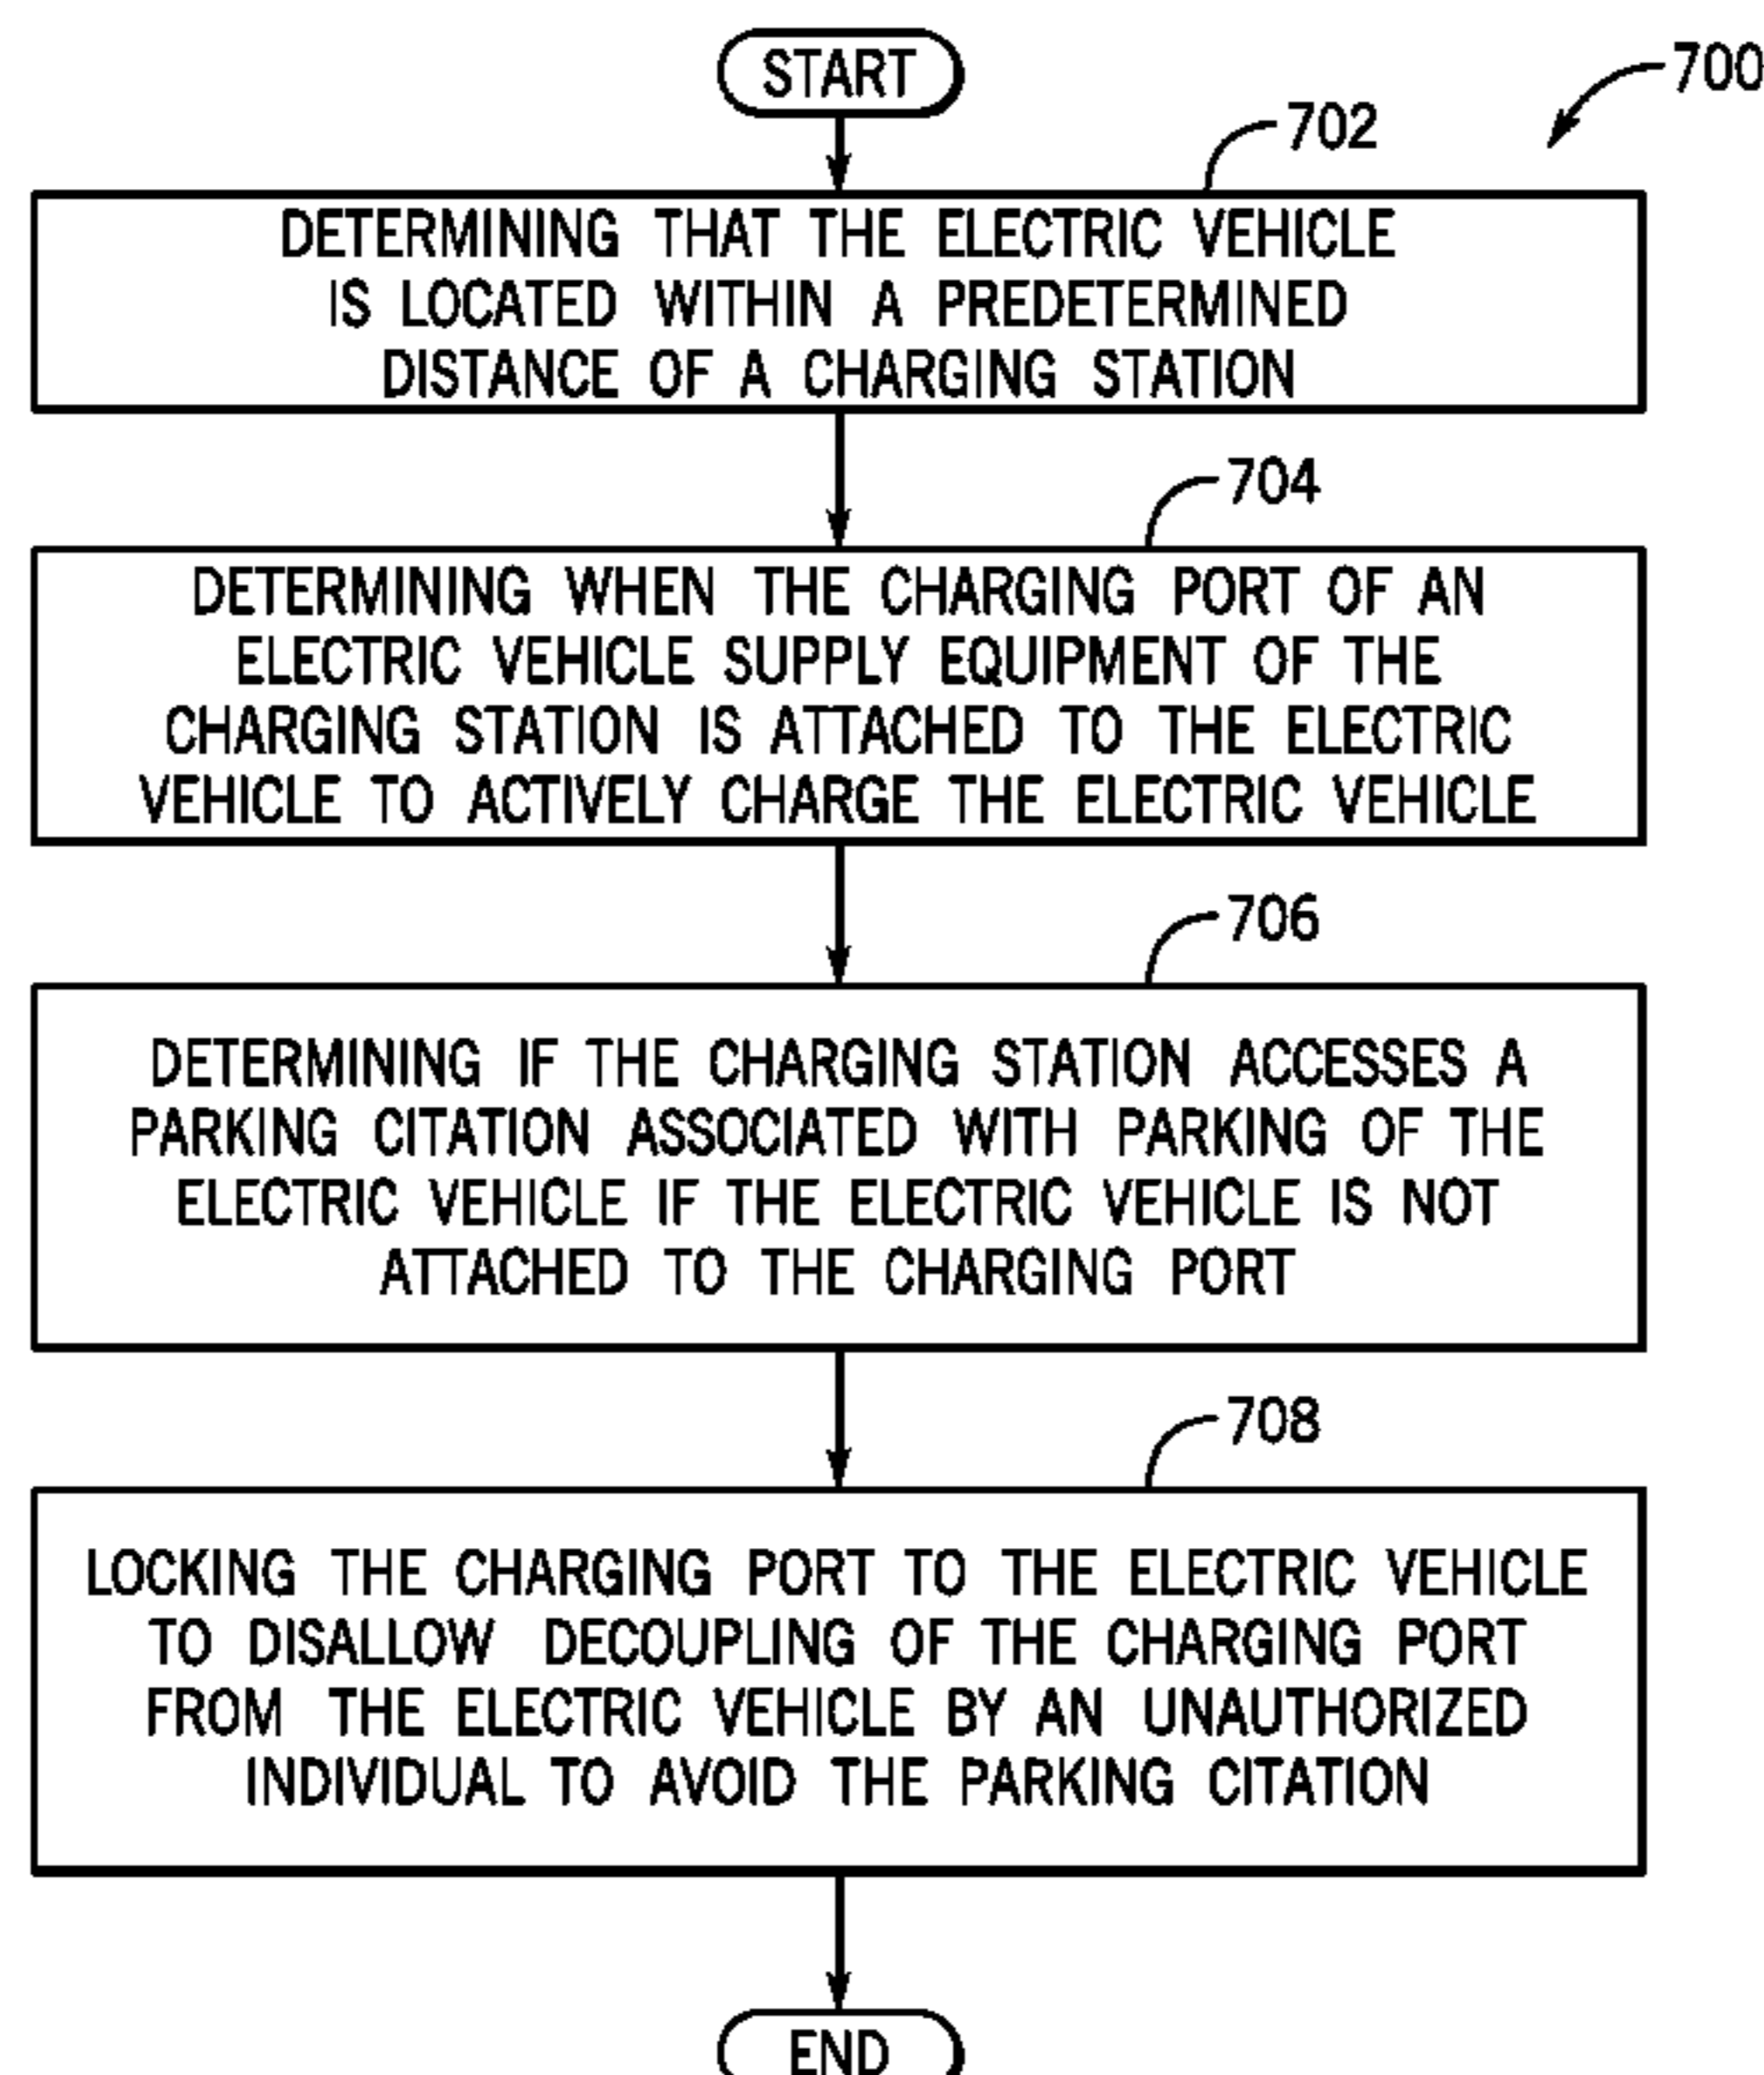 START
700
702
DETERMINING THAT THE ELECTRIC VEHICLE
IS LOCATED WITHIN A PREDETERMINED
DISTANCE OF A CHARGING STATION
704
DETERMINING WHEN THE CHARGING PORT OF AN
ELECTRIC VEHICLE SUPPLY EQUIPMENT OF THE
CHARGING STATION IS ATTACHED TO THE ELECTRIC
VEHICLE TO ACTIVELY CHARGE THE ELECTRIC VEHICLE
706
DETERMINING IF THE CHARGING STATION ACCESSES A
PARKING CITATION ASSOCIATED WITH PARKING OF THE
ELECTRIC VEHICLE IF THE ELECTRIC VEHICLE IS NOT
ATTACHED TO THE CHARGING PORT
708
LOCKING THE CHARGING PORT TO THE ELECTRIC VEHICLE
TO DISALLOW DECOUPLING OF THE CHARGING PORT
FROM THE ELECTRIC VEHICLE BY AN UNAUTHORIZED
INDIVIDUAL TO AVOID THE PARKING CITATION
END